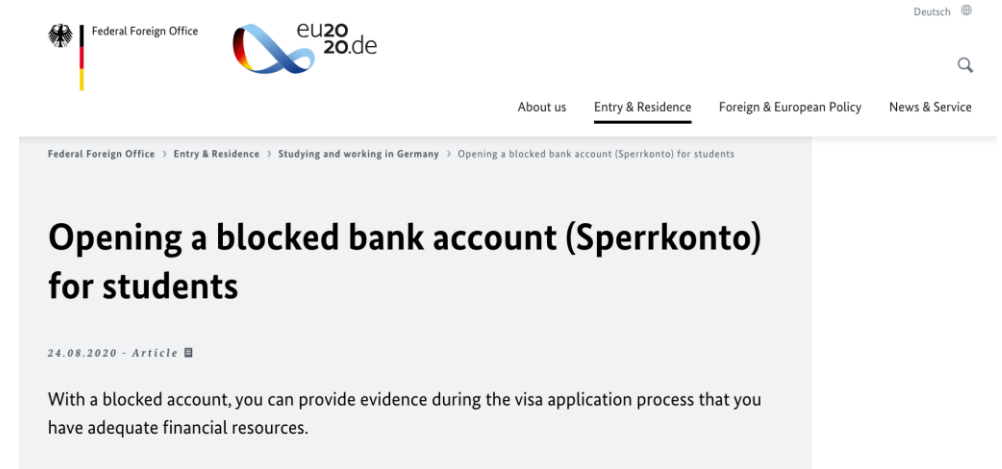 Deutsch
Federal Foreign Office
eu20
20.de
About us Entry & Residence Foreign & European Policy News & Service
Federal Foreign Office > Entry & Residence > Studying and working in Germany > Opening a blocked bank account (Sperrkonto) for students
Opening a blocked bank account (Sperrkonto)
for students
24.08.2020 - Article
With a blocked account, you can provide evidence during the visa application process that you
have adequate financial resources.